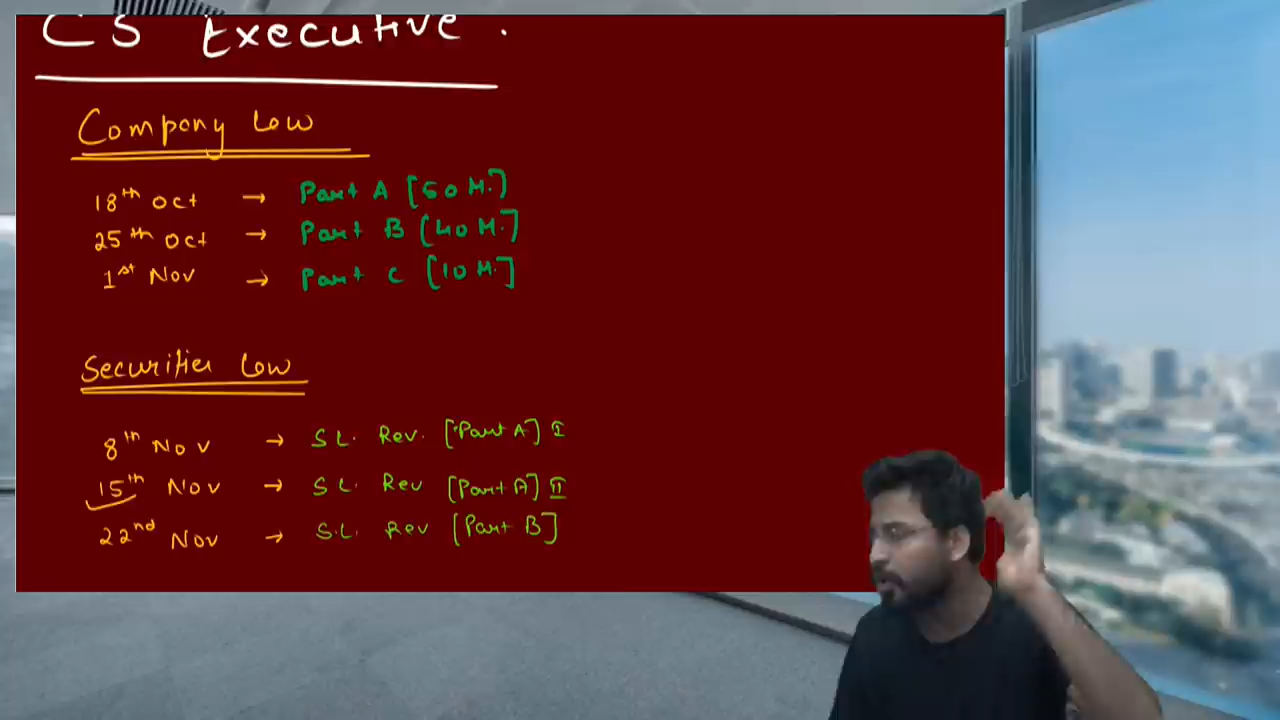 CS Executive.
Company Law
18th Oct → Part A [50 M.]
25th Oct → Part B [40 M.]
1st Nov → Part C [10 M.]
Securities Law
8th Nov → S.L. Rev. [Part A] I
15th Nov → S.L. Rev [Part A] II
22nd Nov → S.L. Rev [Part B]